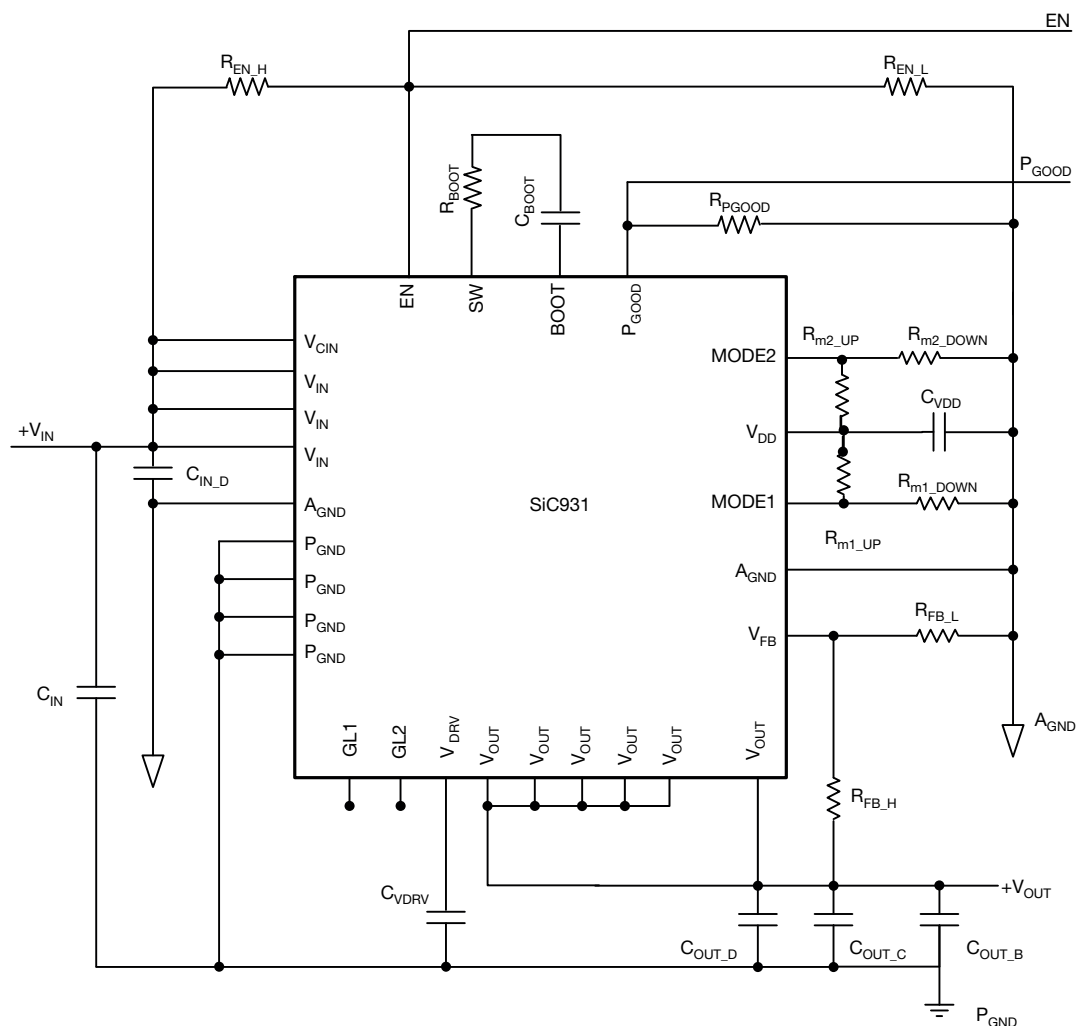 EN
R_EN_H
R_EN_L
R_BOOT
C_BOOT
P_GOOD
R_PGOOD
EN
SW
BOOT
P_GOOD
V_CIN
V_IN
V_IN
+V_IN
V_IN
C_IN_D
A_GND
P_GND
P_GND
P_GND
P_GND
C_IN
SiC931
MODE2
R_m2_UP
R_m2_DOWN
C_VDD
V_DD
R_m1_DOWN
MODE1
R_m1_UP
A_GND
R_FB_L
V_FB
A_GND
GL1
GL2
V_DRV
V_OUT
V_OUT
V_OUT
V_OUT
V_OUT
V_OUT
R_FB_H
C_VDRV
+V_OUT
C_OUT_D
C_OUT_C
C_OUT_B
P_GND